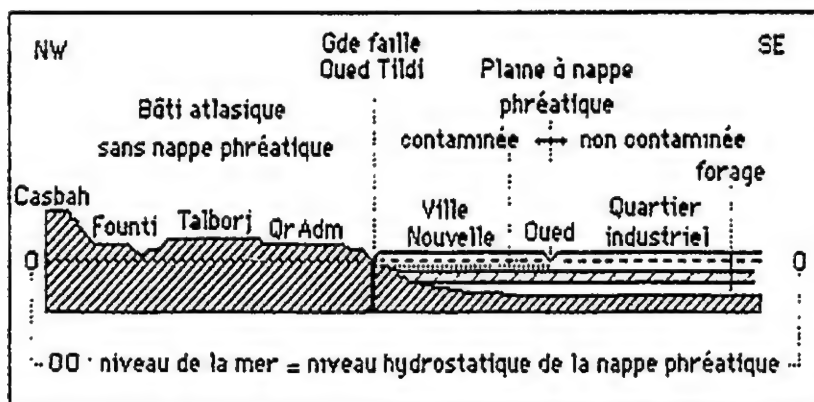 NW
SE
Gde faille
Oued Tildi
Plaine à nappe
phréatique
Bâti atlasique
sans nappe phréatique
contaminée
non contaminée
forage
Casbah
Founti
Talborj
Qr Adm
Ville
Nouvelle
Oued
Quartier
industriel
0
0
00 : niveau de la mer = niveau hydrostatique de la nappe phréatique